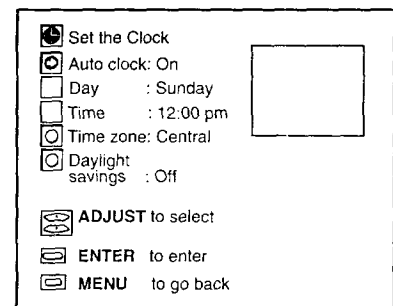 Set the Clock
Auto clock: On
Day : Sunday
Time : 12:00 pm
Time zone: Central
Daylight
savings : Off
ADJUST to select
ENTER to enter
MENU to go back